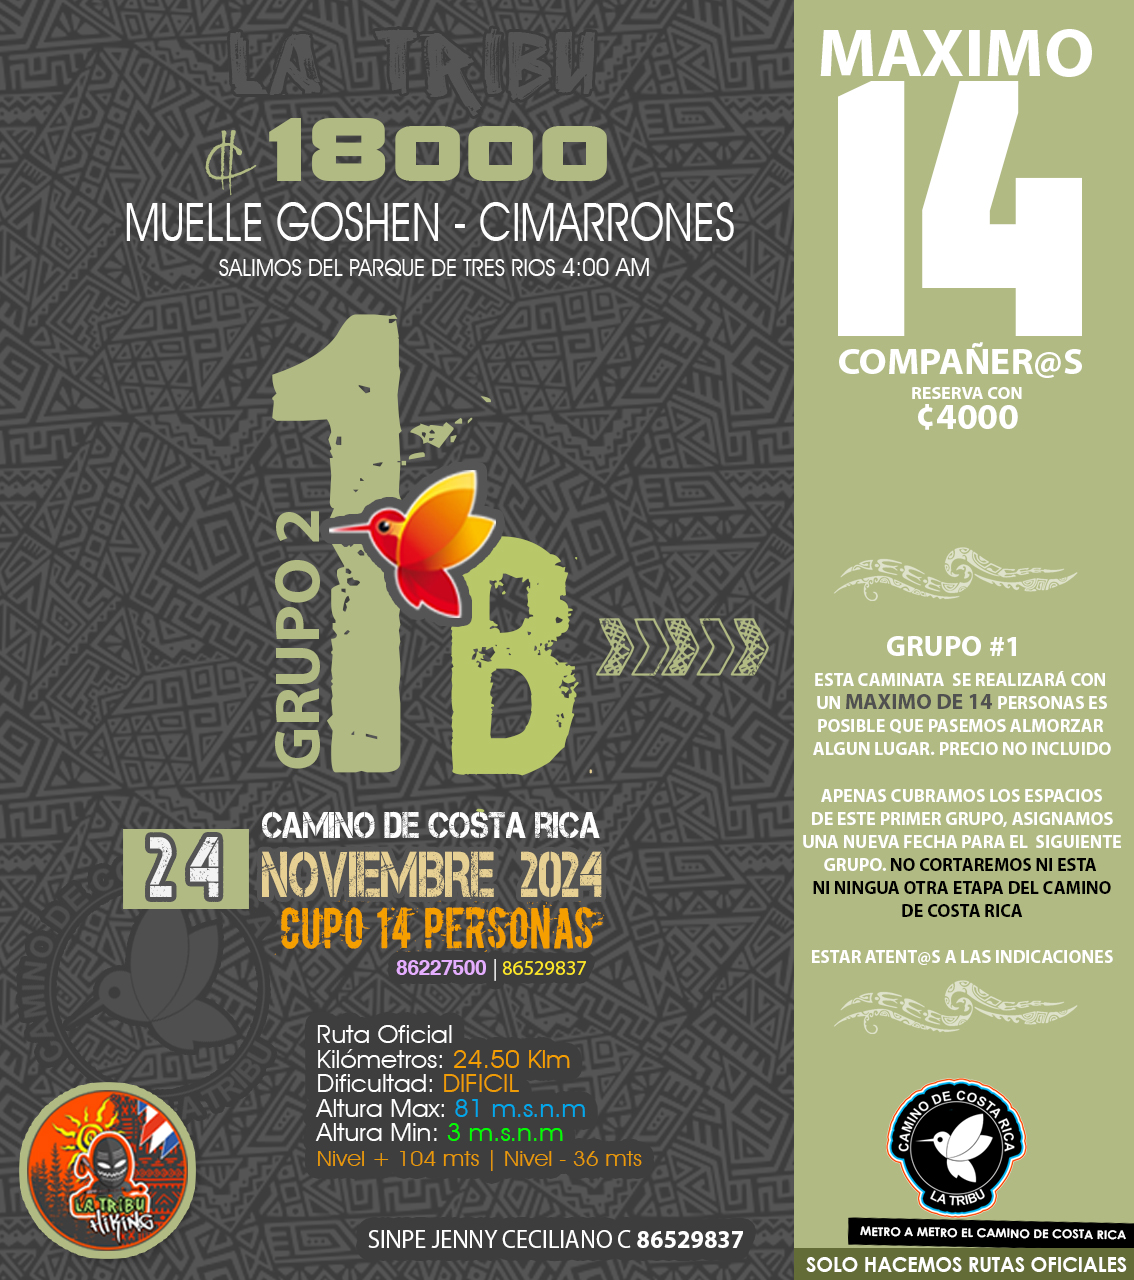 LA TRIBU
₡ 18000
MUELLE GOSHEN - CIMARRONES
SALIMOS DEL PARQUE DE TRES RIOS 4:00 AM
GRUPO 2
1B
24
CAMINO DE COSTA RICA
NOVIEMBRE 2024
CUPO 14 PERSONAS
86227500 | 86529837
Ruta Oficial
Kilómetros: 24.50 Klm
Dificultad: DIFICIL
Altura Max: 81 m.s.n.m
Altura Min: 3 m.s.n.m
Nivel + 104 mts | Nivel - 36 mts
LA TRIBU
HIKING
SINPE JENNY CECILIANO C 86529837
MAXIMO
14
COMPAÑER@S
RESERVA CON
¢4000
GRUPO #1
ESTA CAMINATA SE REALIZARÁ CON
UN MAXIMO DE 14 PERSONAS ES
POSIBLE QUE PASEMOS ALMORZAR
ALGUN LUGAR. PRECIO NO INCLUIDO
APENAS CUBRAMOS LOS ESPACIOS
DE ESTE PRIMER GRUPO, ASIGNAMOS
UNA NUEVA FECHA PARA EL SIGUIENTE
GRUPO. NO CORTAREMOS NI ESTA
NI NINGUA OTRA ETAPA DEL CAMINO
DE COSTA RICA
ESTAR ATENT@S A LAS INDICACIONES
CAMINO DE COSTA RICA
LA TRIBU
METRO A METRO EL CAMINO DE COSTA RICA
SOLO HACEMOS RUTAS OFICIALES